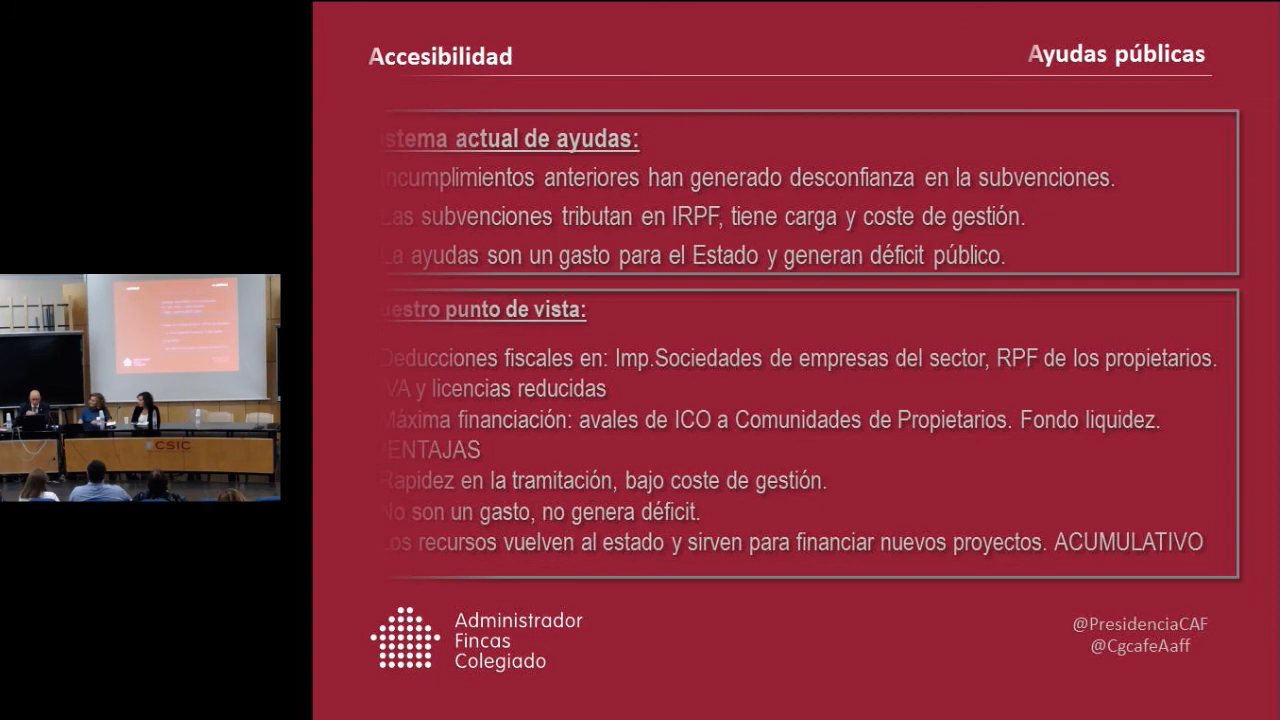 Accesibilidad
Ayudas públicas
istema actual de ayudas:
Incumplimientos anteriores han generado desconfianza en la subvenciones.
Las subvenciones tributan en IRPF, tiene carga y coste de gestión.
La ayudas son un gasto para el Estado y generan déficit público.
uestro punto de vista:
Deducciones fiscales en: Imp.Sociedades de empresas del sector, RPF de los propietarios.
IVA y licencias reducidas
Máxima financiación: avales de ICO a Comunidades de Propietarios. Fondo liquidez.
VENTAJAS
Rapidez en la tramitación, bajo coste de gestión.
No son un gasto, no genera déficit.
Los recursos vuelven al estado y sirven para financiar nuevos proyectos. ACUMULATIVO
CSIC
Administrador
Fincas
Colegiado
@PresidenciaCAF
@CgcafeAaff